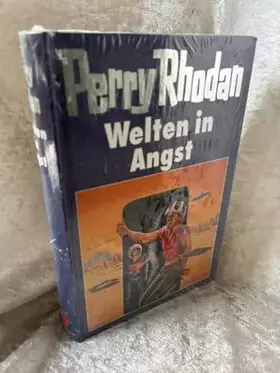 Perry Rhodan
Welten in
Angst